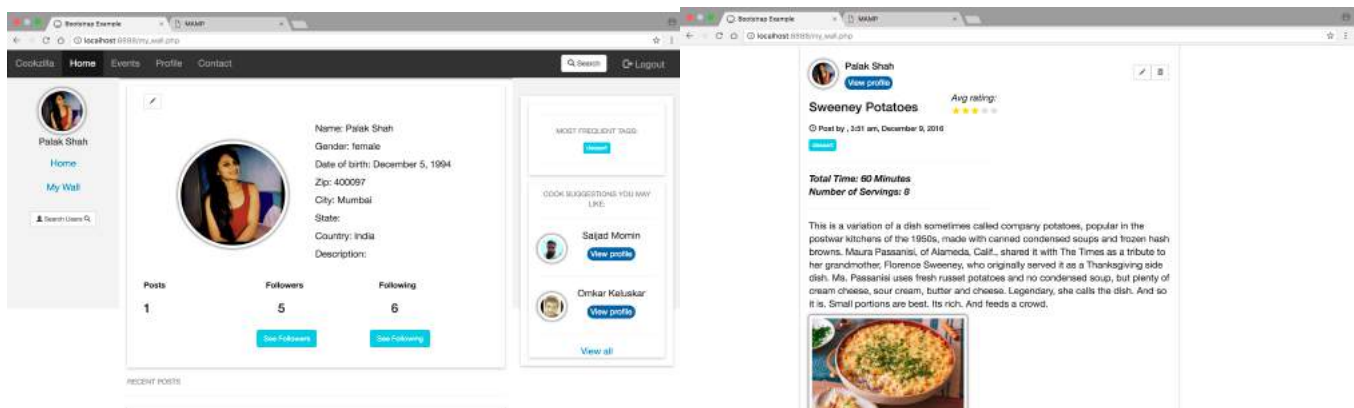 Bootstrap Example
MAMP
localhost:8888/my_wall.php
Cookzilla Home Events Profile Contact
Search
Logout
Palak Shah
Home
My Wall
Search Users
Name: Palak Shah
Gender: female
Date of birth: December 5, 1994
Zip: 400097
City: Mumbai
State:
Country: India
Description:
Posts Followers Following
1 5 6
See Followers See Following
RECENT POSTS
MOST FREQUENT TAGS:
dessert
COOK SUGGESTIONS YOU MAY
LIKE:
Saijad Momin
View profile
Omkar Keluskar
View profile
View all
Bootstrap Example
MAMP
localhost:8888/my_wall.php
Palak Shah
View profile
Avg rating:
Sweeney Potatoes
Post by , 3:51 am, December 9, 2016
dessert
Total Time: 60 Minutes
Number of Servings: 8
This is a variation of a dish sometimes called company potatoes, popular in the
postwar kitchens of the 1950s, made with canned condensed soups and frozen hash
browns. Maura Passanisi, of Alameda, Calif., shared it with The Times as a tribute to
her grandmother, Florence Sweeney, who originally served it as a Thanksgiving side
dish. Ms. Passanisi uses fresh russet potatoes and no condensed soup, but plenty of
cream cheese, sour cream, butter and cheese. Legendary, she calls the dish. And so
it is. Small portions are best. Its rich. And feeds a crowd.